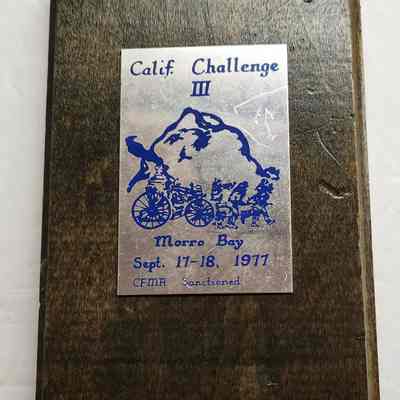 Calif. Challenge
III
Morro Bay
Sept. 17-18, 1977
CFMA Sanctioned